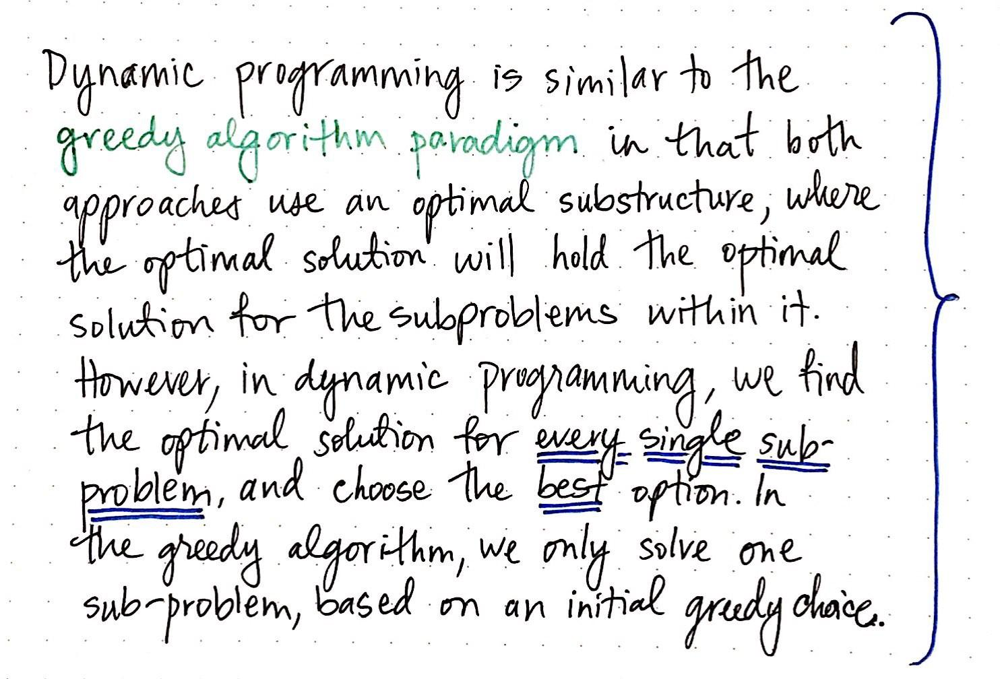 Dynamic programming is similar to the
greedy algorithm paradigm in that both
approaches use an optimal substructure, where
the optimal solution will hold the optimal
solution for the subproblems within it.
However, in dynamic programming, we find
the optimal solution for every single sub-
problem, and choose the best option. In
the greedy algorithm, we only solve one
sub-problem, based on an initial greedy choice.